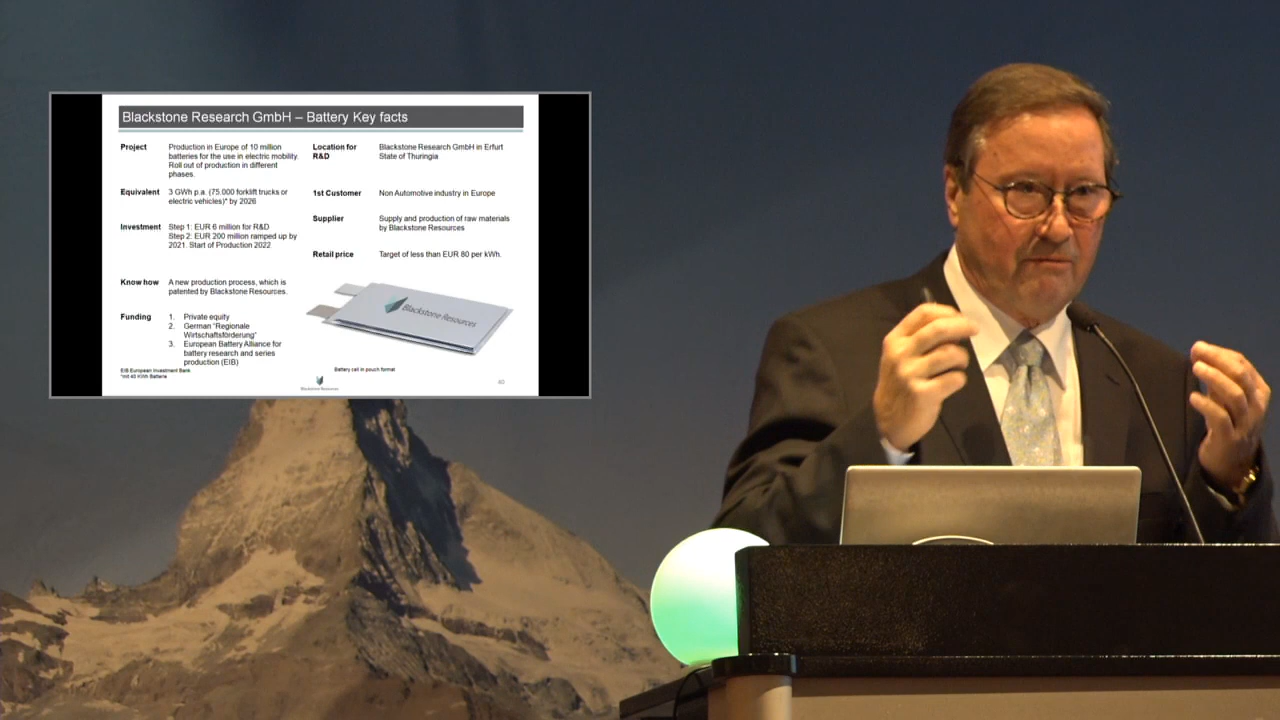 Blackstone Research GmbH – Battery Key facts
Project
Production in Europe of 10 million
batteries for the use in electric mobility.
Roll out of production in different
phases.
Equivalent
3 GWh p.a. (75.000 forklift trucks or
electric vehicles)* by 2026
Investment
Step 1: EUR 6 million for R&D
Step 2: EUR 200 million ramped up by
2021. Start of Production 2022
Know how
A new production process, which is
patented by Blackstone Resources.
Funding
1. Private equity
2. German "Regionale
Wirtschaftsförderung"
3. European Battery Alliance for
battery research and series
production (EIB)
EIB:European Investment Bank
*mit 40 KWh Batterie
Location for
R&D
Blackstone Research GmbH in Erfurt
State of Thuringia
1st Customer
Non Automotive industry in Europe
Supplier
Supply and production of raw materials
by Blackstone Resources
Retail price
Target of less than EUR 80 per kWh.
Blackstone Resources
Battery cell in pouch format
Blackstone Resources
40